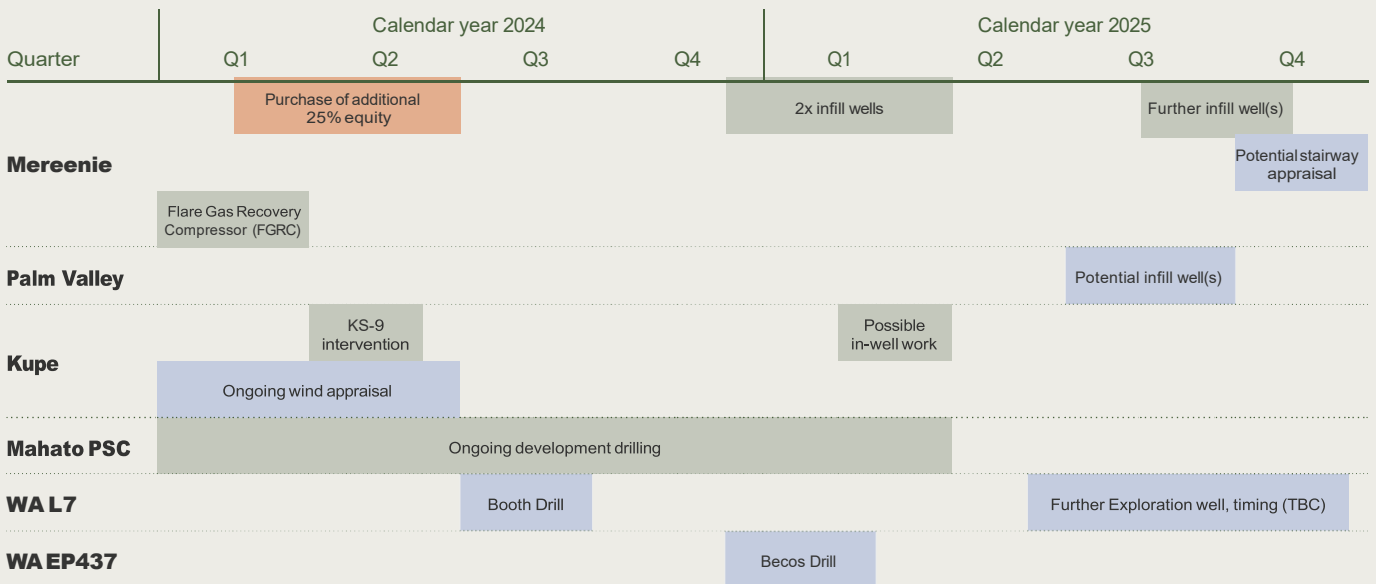 Calendar year 2024
Calendar year 2025
Quarter Q1 Q2 Q3 Q4 Q1 Q2 Q3 Q4
Purchase of additional
25% equity
2x infill wells
Further infill well(s)
Mereenie
Potential stairway
appraisal
Flare Gas Recovery
Compressor (FGRC)
Palm Valley
Potential infill well(s)
Kupe
KS-9
intervention
Possible
in-well work
Ongoing wind appraisal
Mahato PSC
Ongoing development drilling
WA L7
Booth Drill
Further Exploration well, timing (TBC)
WA EP437
Becos Drill